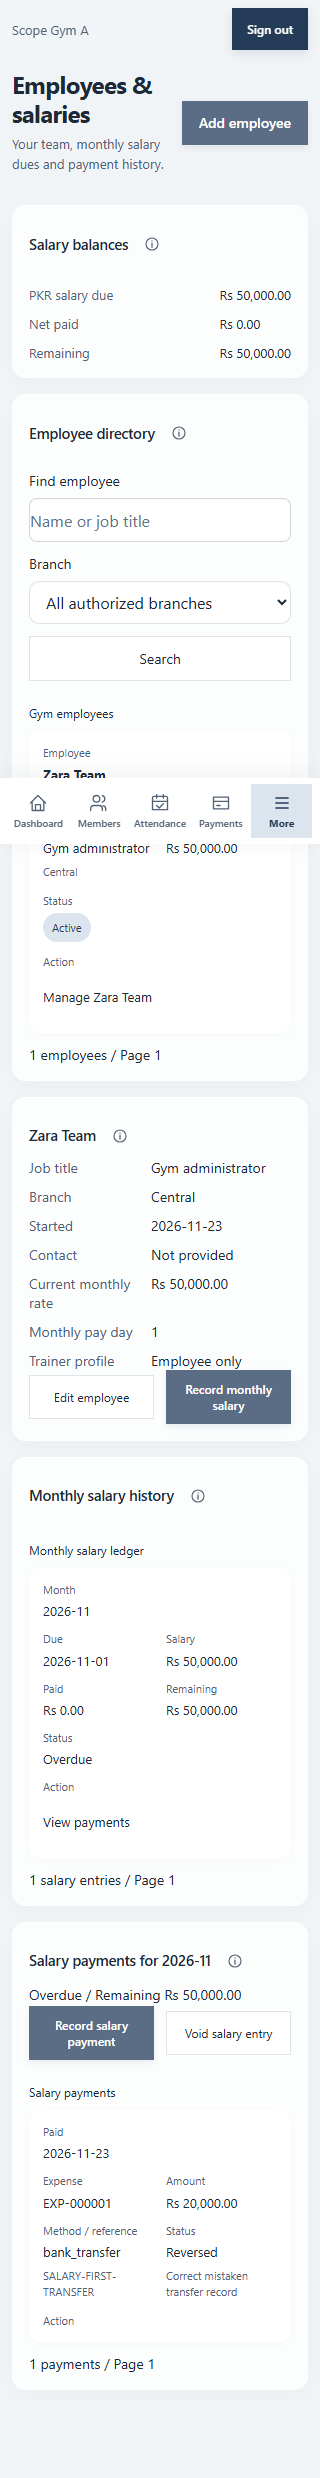 Scope Gym A
Sign out
Employees &
salaries
Add employee
Your team, monthly salary
dues and payment history.
Salary balances
PKR salary due Rs 50,000.00
Net paid Rs 0.00
Remaining Rs 50,000.00
Employee directory
Find employee
Name or job title
Branch
All authorized branches
Search
Gym employees
Employee
Zara Team
Dashboard Members Attendance Payments More
Gym administrator Rs 50,000.00
Central
Status
Active
Action
Manage Zara Team
1 employees / Page 1
Zara Team
Job title Gym administrator
Branch Central
Started 2026-11-23
Contact Not provided
Current monthly Rs 50,000.00
rate
Monthly pay day 1
Trainer profile Employee only
Edit employee
Record monthly
salary
Monthly salary history
Monthly salary ledger
Month
2026-11
Due Salary
2026-11-01 Rs 50,000.00
Paid Remaining
Rs 0.00 Rs 50,000.00
Status
Overdue
Action
View payments
1 salary entries / Page 1
Salary payments for 2026-11
Overdue / Remaining Rs 50,000.00
Record salary
payment
Void salary entry
Salary payments
Paid
2026-11-23
Expense Amount
EXP-000001 Rs 20,000.00
Method / reference Status
bank_transfer Reversed
SALARY-FIRST- Correct mistaken
TRANSFER transfer record
Action
1 payments / Page 1